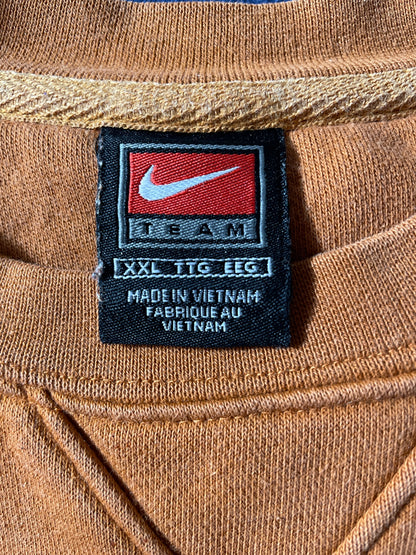 TEAM
XXL TTG EEG
MADE IN VIETNAM
FABRIQUE AU
VIETNAM